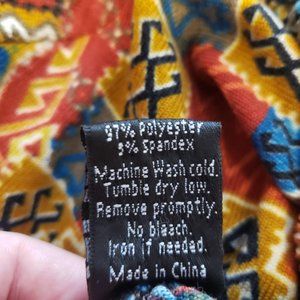 97% Polyester
3% Spandex
Machine Wash cold.
Tumble dry low.
Remove promptly.
No bleach.
Iron if needed.
Made in China